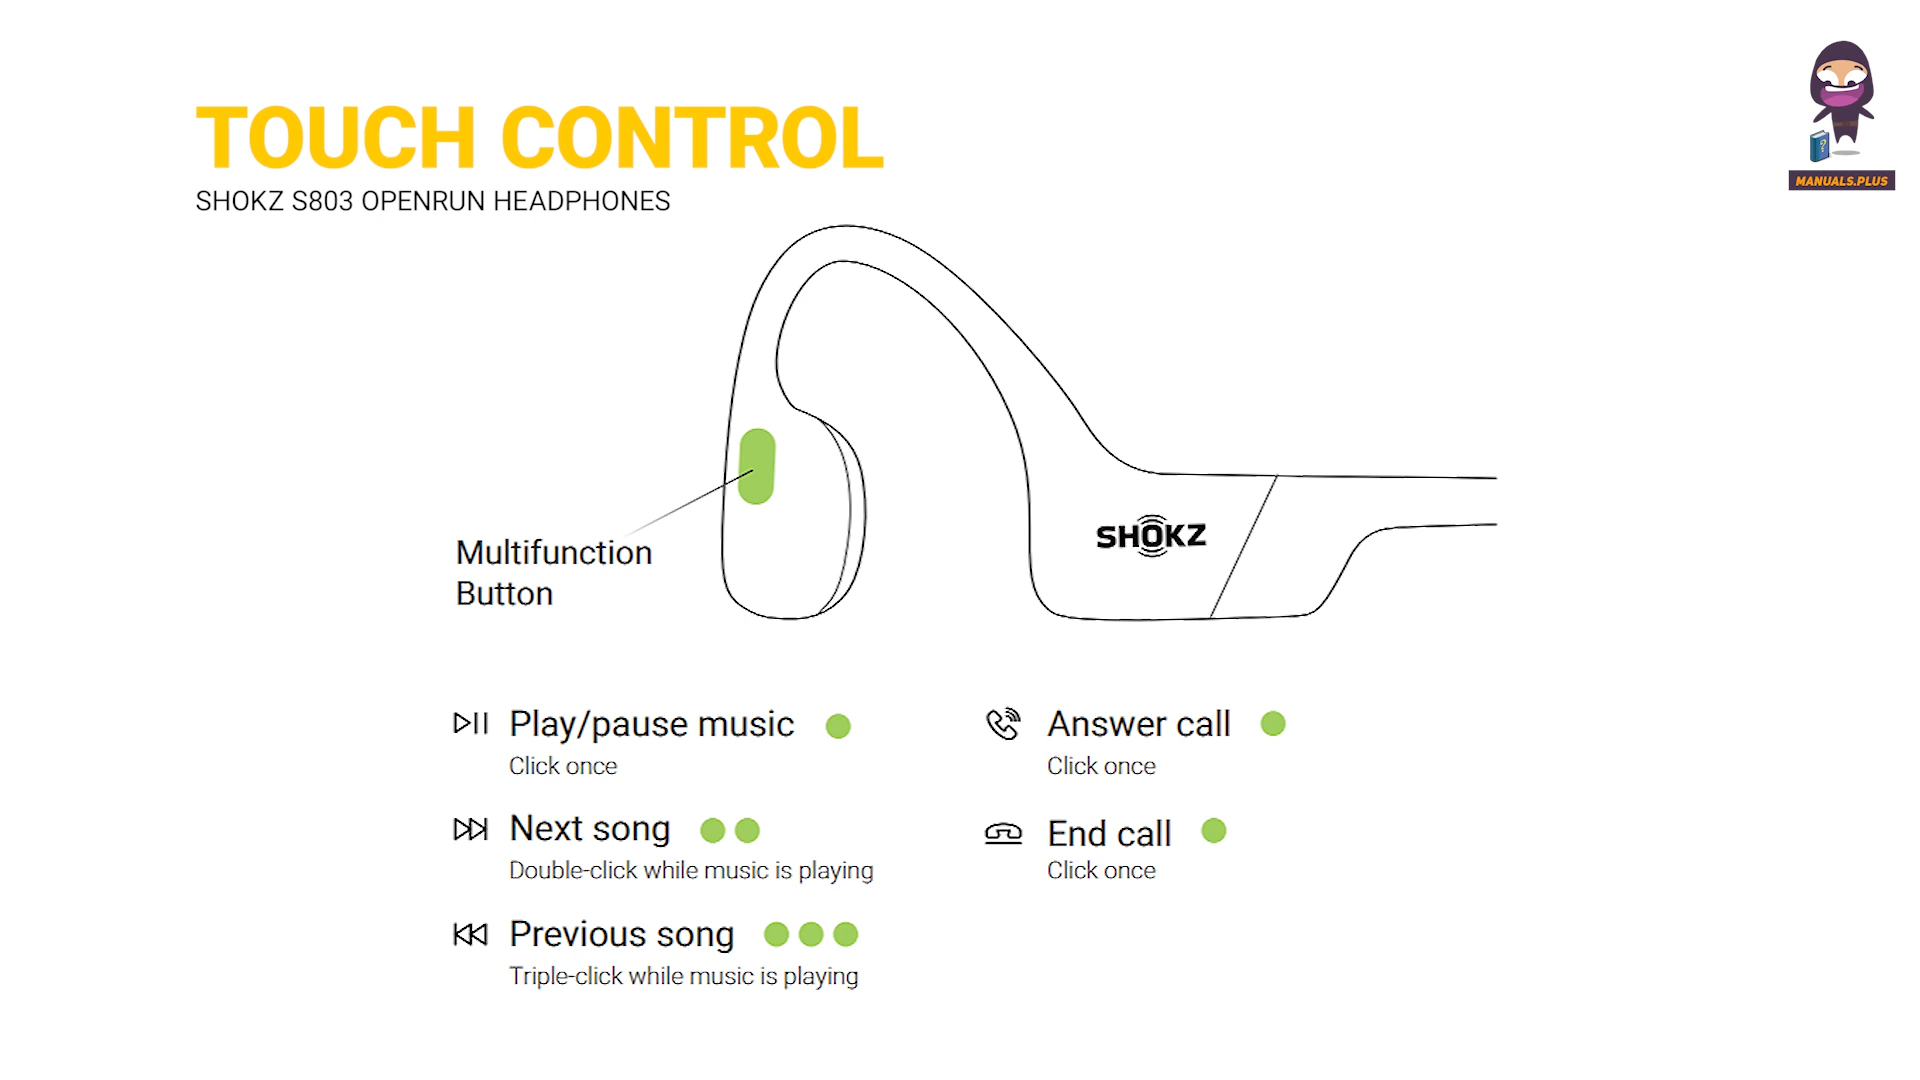 TOUCH CONTROL
SHOKZ S803 OPENRUN HEADPHONES
MANUALS.PLUS
Multifunction
Button
SHOKZ
Play/pause music
Click once
Next song
Double-click while music is playing
Previous song
Triple-click while music is playing
Answer call
Click once
End call
Click once